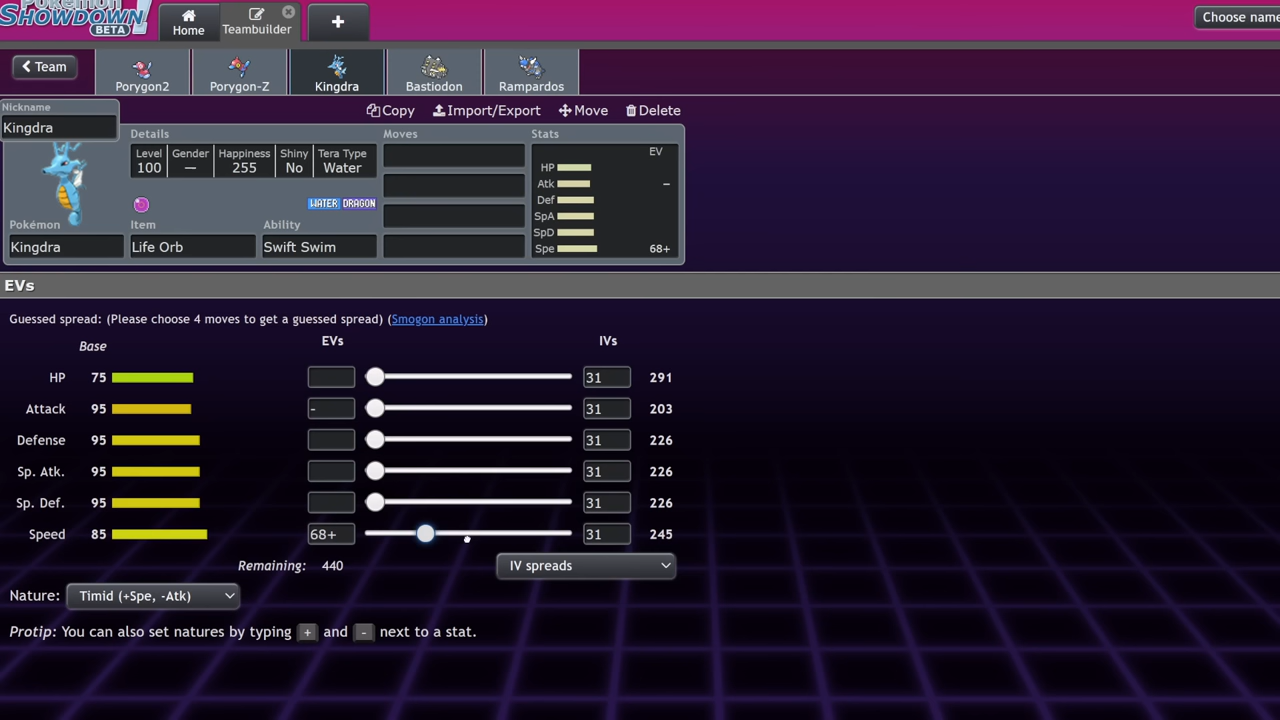 Pokémon
SHOWDOWN!
BETA
Home
Teambuilder
+
Choose name
Team
Porygon2
Porygon-Z
Kingdra
Bastiodon
Rampardos
Nickname
Kingdra
Copy
Import/Export
Move
Delete
Details
Level
100
Gender
—
Happiness
255
Shiny
No
Tera Type
Water
WATER DRAGON
Pokémon
Kingdra
Item
Life Orb
Ability
Swift Swim
Moves
Stats
EV
HP
Atk –
Def
SpA
SpD
Spe 68+
EVs
Guessed spread: (Please choose 4 moves to get a guessed spread) (Smogon analysis)
Base EVs IVs
HP 75 31 291
Attack 95 - 31 203
Defense 95 31 226
Sp. Atk. 95 31 226
Sp. Def. 95 31 226
Speed 85 68+ 31 245
Remaining: 440
IV spreads
Nature: Timid (+Spe, -Atk)
Protip: You can also set natures by typing + and - next to a stat.